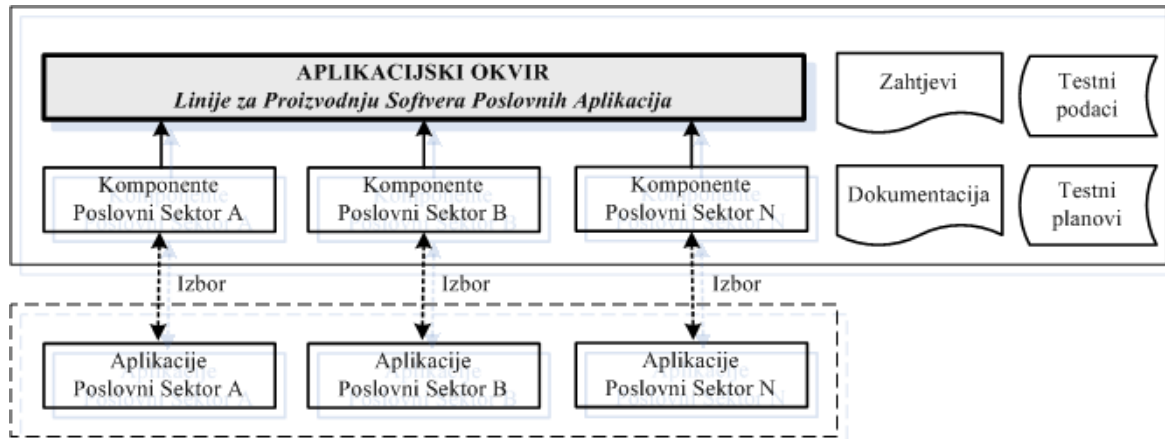 APLIKACIJSKI OKVIR
Linije za Proizvodnju Softvera Poslovnih Aplikacija
Zahtjevi
Testni
podaci
Komponente
Poslovni Sektor A
Komponente
Poslovni Sektor B
Komponente
Poslovni Sektor N
Dokumentacija
Testni
planovi
Izbor
Izbor
Izbor
Aplikacije
Poslovni Sektor A
Aplikacije
Poslovni Sektor B
Aplikacije
Poslovni Sektor N